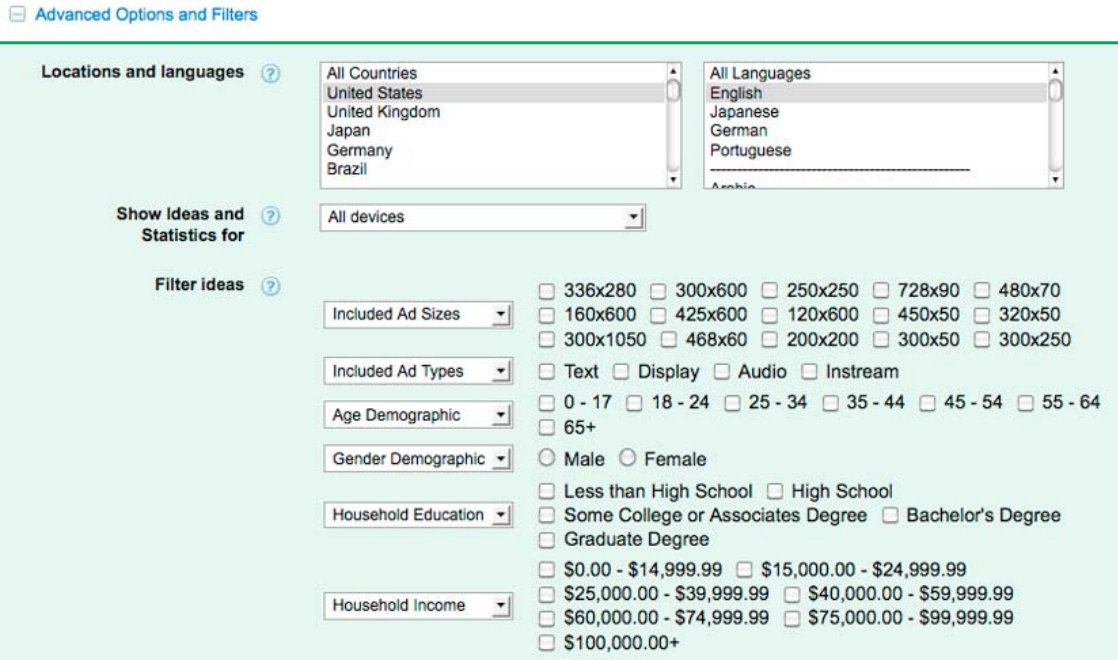 Advanced Options and Filters
Locations and languages ?
All Countries
United States
United Kingdom
Japan
Germany
Brazil
All Languages
English
Japanese
German
Portuguese
Arabic
Show Ideas and
Statistics for
?
All devices
Filter ideas ?
Included Ad Sizes
336x280 300x600 250x250 728x90 480x70
160x600 425x600 120x600 450x50 320x50
300x1050 468x60 200x200 300x50 300x250
Included Ad Types
Text Display Audio Instream
Age Demographic
0 - 17 18 - 24 25 - 34 35 - 44 45 - 54 55 - 64
65+
Gender Demographic
Male Female
Household Education
Less than High School High School
Some College or Associates Degree Bachelor's Degree
Graduate Degree
Household Income
$0.00 - $14,999.99 $15,000.00 - $24,999.99
$25,000.00 - $39,999.99 $40,000.00 - $59,999.99
$60,000.00 - $74,999.99 $75,000.00 - $99,999.99
$100,000.00+